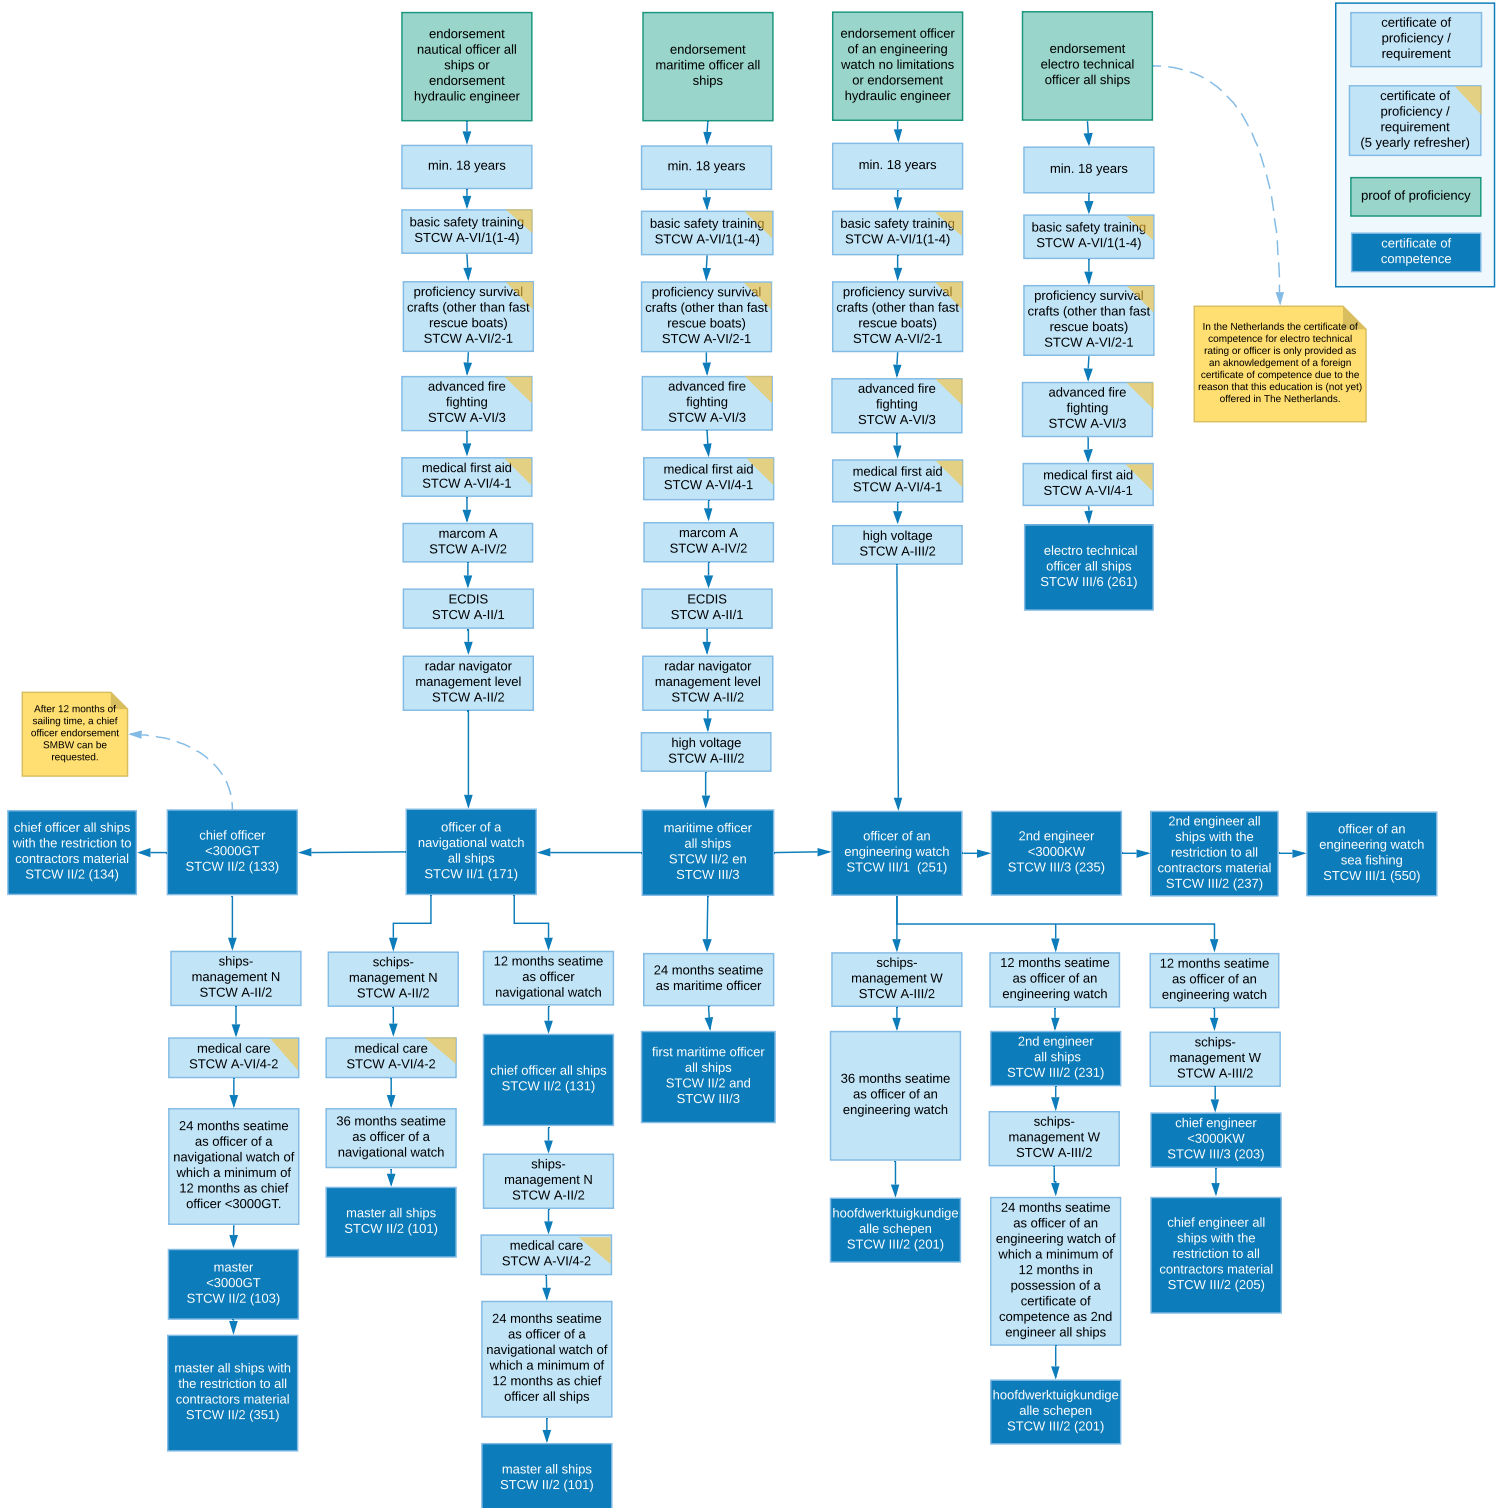 endorsement
nautical officer all
ships or
endorsement
hydraulic engineer
min. 18 years
basic safety training
STCW A-VI/1(1-4)
proficiency survival
crafts (other than fast
rescue boats)
STCW A-VI/2-1
advanced fire
fighting
STCW A-VI/3
medical first aid
STCW A-VI/4-1
marcom A
STCW A-IV/2
ECDIS
STCW A-II/1
radar navigator
management level
STCW A-II/2
endorsement
maritime officer all
ships
min. 18 years
basic safety training
STCW A-VI/1(1-4)
proficiency survival
crafts (other than fast
rescue boats)
STCW A-VI/2-1
advanced fire
fighting
STCW A-VI/3
medical first aid
STCW A-VI/4-1
marcom A
STCW A-IV/2
ECDIS
STCW A-II/1
radar navigator
management level
STCW A-II/2
high voltage
STCW A-III/2
endorsement officer
of an engineering
watch no limitations
or endorsement
hydraulic engineer
min. 18 years
basic safety training
STCW A-VI/1(1-4)
proficiency survival
crafts (other than fast
rescue boats)
STCW A-VI/2-1
advanced fire
fighting
STCW A-VI/3
medical first aid
STCW A-VI/4-1
high voltage
STCW A-III/2
endorsement
electro technical
officer all ships
min. 18 years
basic safety training
STCW A-VI/1(1-4)
proficiency survival
crafts (other than fast
rescue boats)
STCW A-VI/2-1
advanced fire
fighting
STCW A-VI/3
medical first aid
STCW A-VI/4-1
electro technical
officer all ships
STCW III/6 (261)
certificate of
proficiency /
requirement
certificate of
proficiency /
requirement
(5 yearly refresher)
proof of proficiency
certificate of
competence
In the Netherlands the certificate of
competence for electro technical
rating or officer is only provided as
an aknowledgement of a foreign
certificate of competence due to the
reason that this education is (not yet)
offered in The Netherlands.
After 12 months of
sailing time, a chief
officer endorsement
SMBW can be
requested.
chief officer all ships
with the restriction to
contractors material
STCW II/2 (134)
chief officer
<3000GT
STCW II/2 (133)
officer of a
navigational watch
all ships
STCW II/1 (171)
maritime officer
all ships
STCW II/2 en
STCW III/3
officer of an
engineering watch
STCW III/1 (251)
2nd engineer
<3000KW
STCW III/3 (235)
2nd engineer all
ships with the
restriction to all
contractors material
STCW III/2 (237)
officer of an
engineering watch
sea fishing
STCW III/1 (550)
ships-
management N
STCW A-II/2
medical care
STCW A-VI/4-2
24 months seatime
as officer of a
navigational watch of
which a minimum of
12 months as chief
officer <3000GT.
master
<3000GT
STCW II/2 (103)
master all ships with
the restriction to all
contractors material
STCW II/2 (351)
schips-
management N
STCW A-II/2
medical care
STCW A-VI/4-2
36 months seatime
as officer of a
navigational watch
master all ships
STCW II/2 (101)
12 months seatime
as officer
navigational watch
chief officer all ships
STCW II/2 (131)
ships-
management N
STCW A-II/2
medical care
STCW A-VI/4-2
24 months seatime
as officer of a
navigational watch of
which a minimum of
12 months as chief
officer all ships
master all ships
STCW II/2 (101)
24 months seatime
as maritime officer
first maritime officer
all ships
STCW II/2 and
STCW III/3
schips-
management W
STCW A-III/2
36 months seatime
as officer of an
engineering watch
hoofdwerktuigkundige
alle schepen
STCW III/2 (201)
12 months seatime
as officer of an
engineering watch
2nd engineer
all ships
STCW III/2 (231)
schips-
management W
STCW A-III/2
24 months seatime
as officer of an
engineering watch of
which a minimum of
12 months in
possession of a
certificate of
competence as 2nd
engineer all ships
hoofdwerktuigkundige
alle schepen
STCW III/2 (201)
12 months seatime
as officer of an
engineering watch
schips-
management W
STCW A-III/2
chief engineer
<3000KW
STCW III/3 (203)
chief engineer all
ships with the
restriction to all
contractors material
STCW III/2 (205)